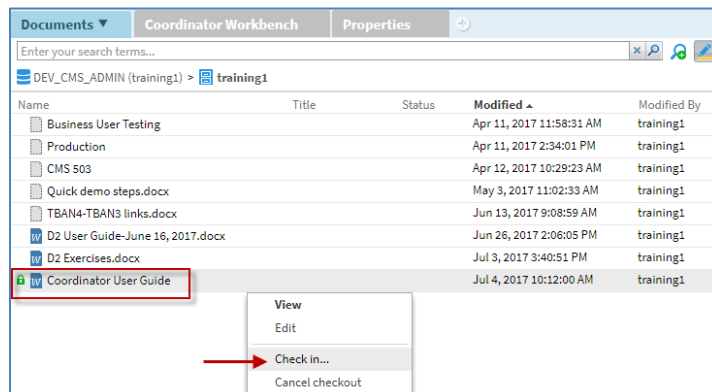 Documents ▼ Coordinator Workbench Properties
Enter your search terms...
DEV_CMS_ADMIN (training1) > training1
Name Title Status Modified ▲ Modified By
Business User Testing Apr 11, 2017 11:58:31 AM training1
Production Apr 11, 2017 2:34:01 PM training1
CMS 503 Apr 12, 2017 10:29:23 AM training1
Quick demo steps.docx May 3, 2017 11:02:33 AM training1
TBAN4-TBAN3 links.docx Jun 13, 2017 9:08:59 AM training1
D2 User Guide-June 16, 2017.docx Jun 26, 2017 2:06:05 PM training1
D2 Exercises.docx Jul 3, 2017 3:40:51 PM training1
Coordinator User Guide Jul 4, 2017 10:12:00 AM training1
View
Edit
Check in...
Cancel checkout